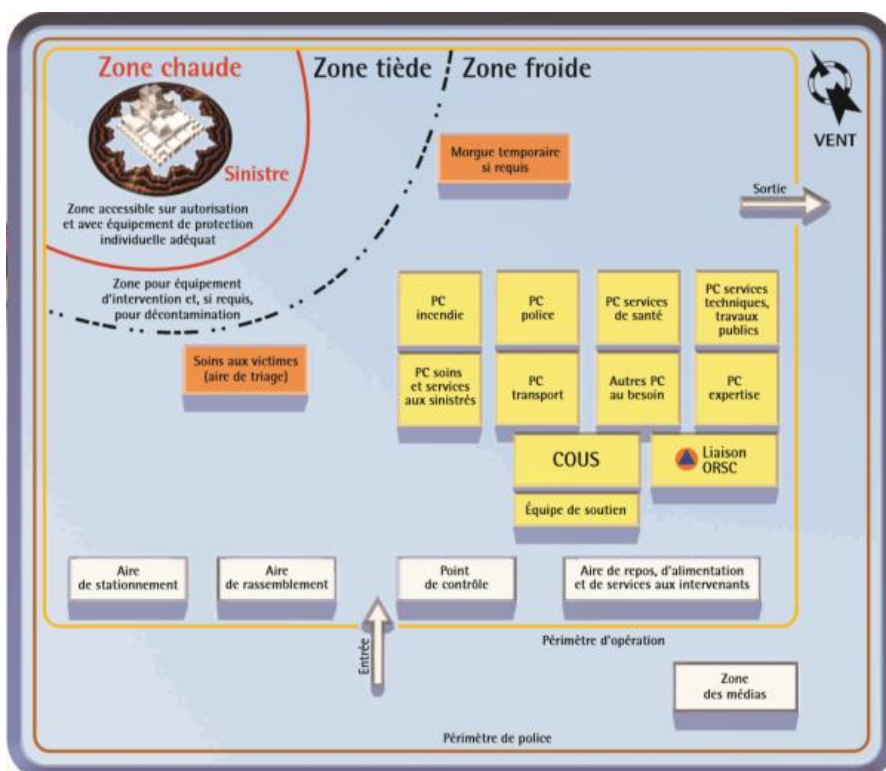 Zone chaude
Zone tiède
Zone froide
VENT
Sinistre
Zone accessible sur autorisation
et avec équipement de protection
individuelle adéquat
Morgue temporaire
si requis
Sortie
Zone pour équipement
d'intervention et, si requis,
pour décontamination
PC
incendie
PC
police
PC services
de santé
PC services
techniques,
travaux
publics
Soins aux victimes
(aire de triage)
PC soins
et services
aux sinistrés
PC
transport
Autres PC
au besoin
PC
expertise
COUS
Liaison
ORSC
Équipe de soutien
Aire
de stationnement
Aire
de rassemblement
Point
de contrôle
Aire de repos, d'alimentation
et de services aux intervenants
Entrée
Périmètre d'opération
Zone
des médias
Périmètre de police